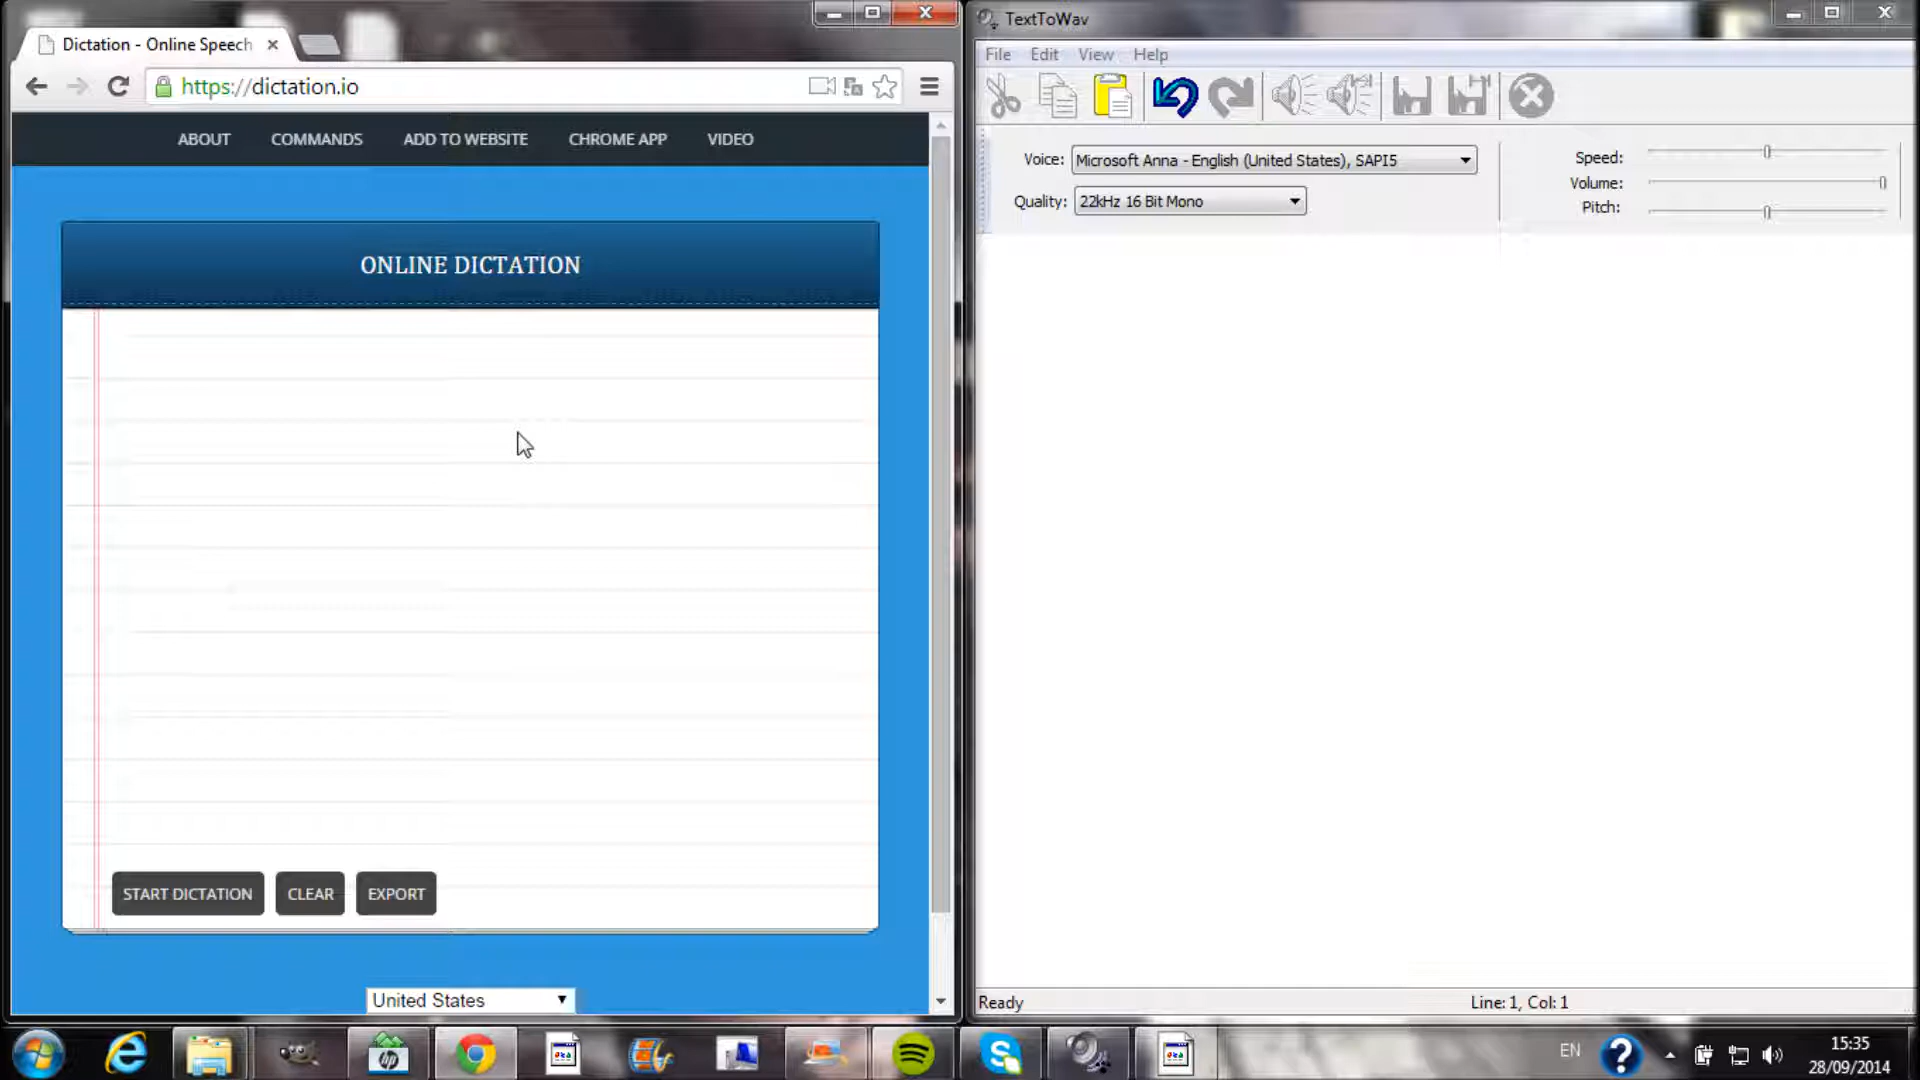 Dictation - Online Speech
https://dictation.io
ABOUT COMMANDS ADD TO WEBSITE CHROME APP VIDEO
ONLINE DICTATION
START DICTATION CLEAR EXPORT
United States
TextToWav
File Edit View Help
Voice: Microsoft Anna - English (United States), SAPI5
Quality: 22kHz 16 Bit Mono
Speed:
Volume:
Pitch:
Ready Line: 1, Col: 1
EN
15:35
28/09/2014